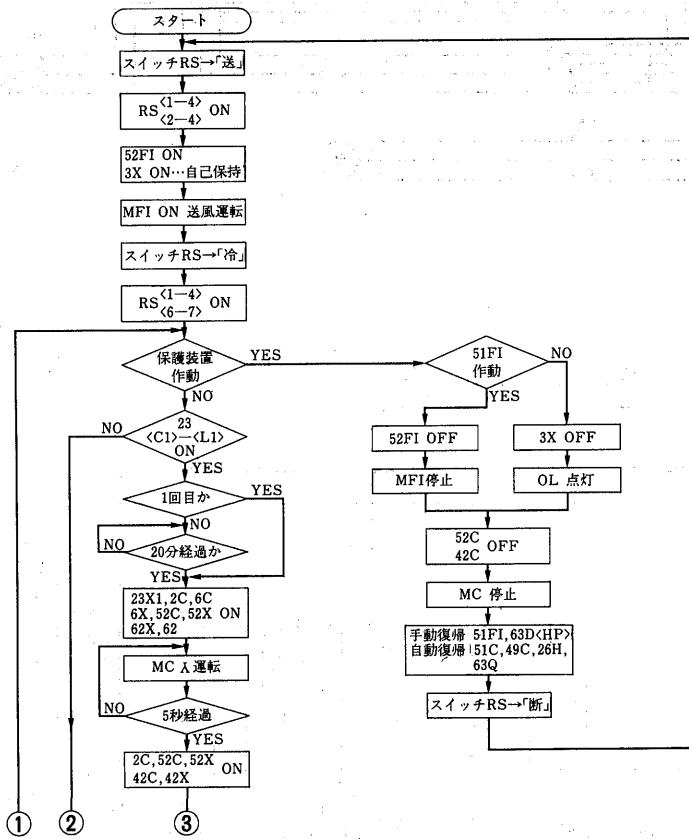 スタート
スイッチRS→「送」
RS<1−4>
<2−4> ON
52FI ON
3X ON…自己保持
MFI ON 送風運転
スイッチRS→「冷」
RS<1−4>
<6−7> ON
保護装置
作動
YES
NO
51FI
作動
NO
YES
23
<C1>−<L1>
ON
NO
YES
52FI OFF
3X OFF
MFI停止
OL 点灯
1回目か
YES
NO
20分経過か
NO
YES
52C
42C OFF
MC 停止
23X1,2C,6C
6X,52C,52X ON
62X,62
手動復帰 51FI,63D<HP>
自動復帰 51C,49C,26H,
63Q
MC 人 運転
スイッチRS→「断」
5秒経過
NO
YES
2C,52C,52X
42C,42X ON
① ② ③